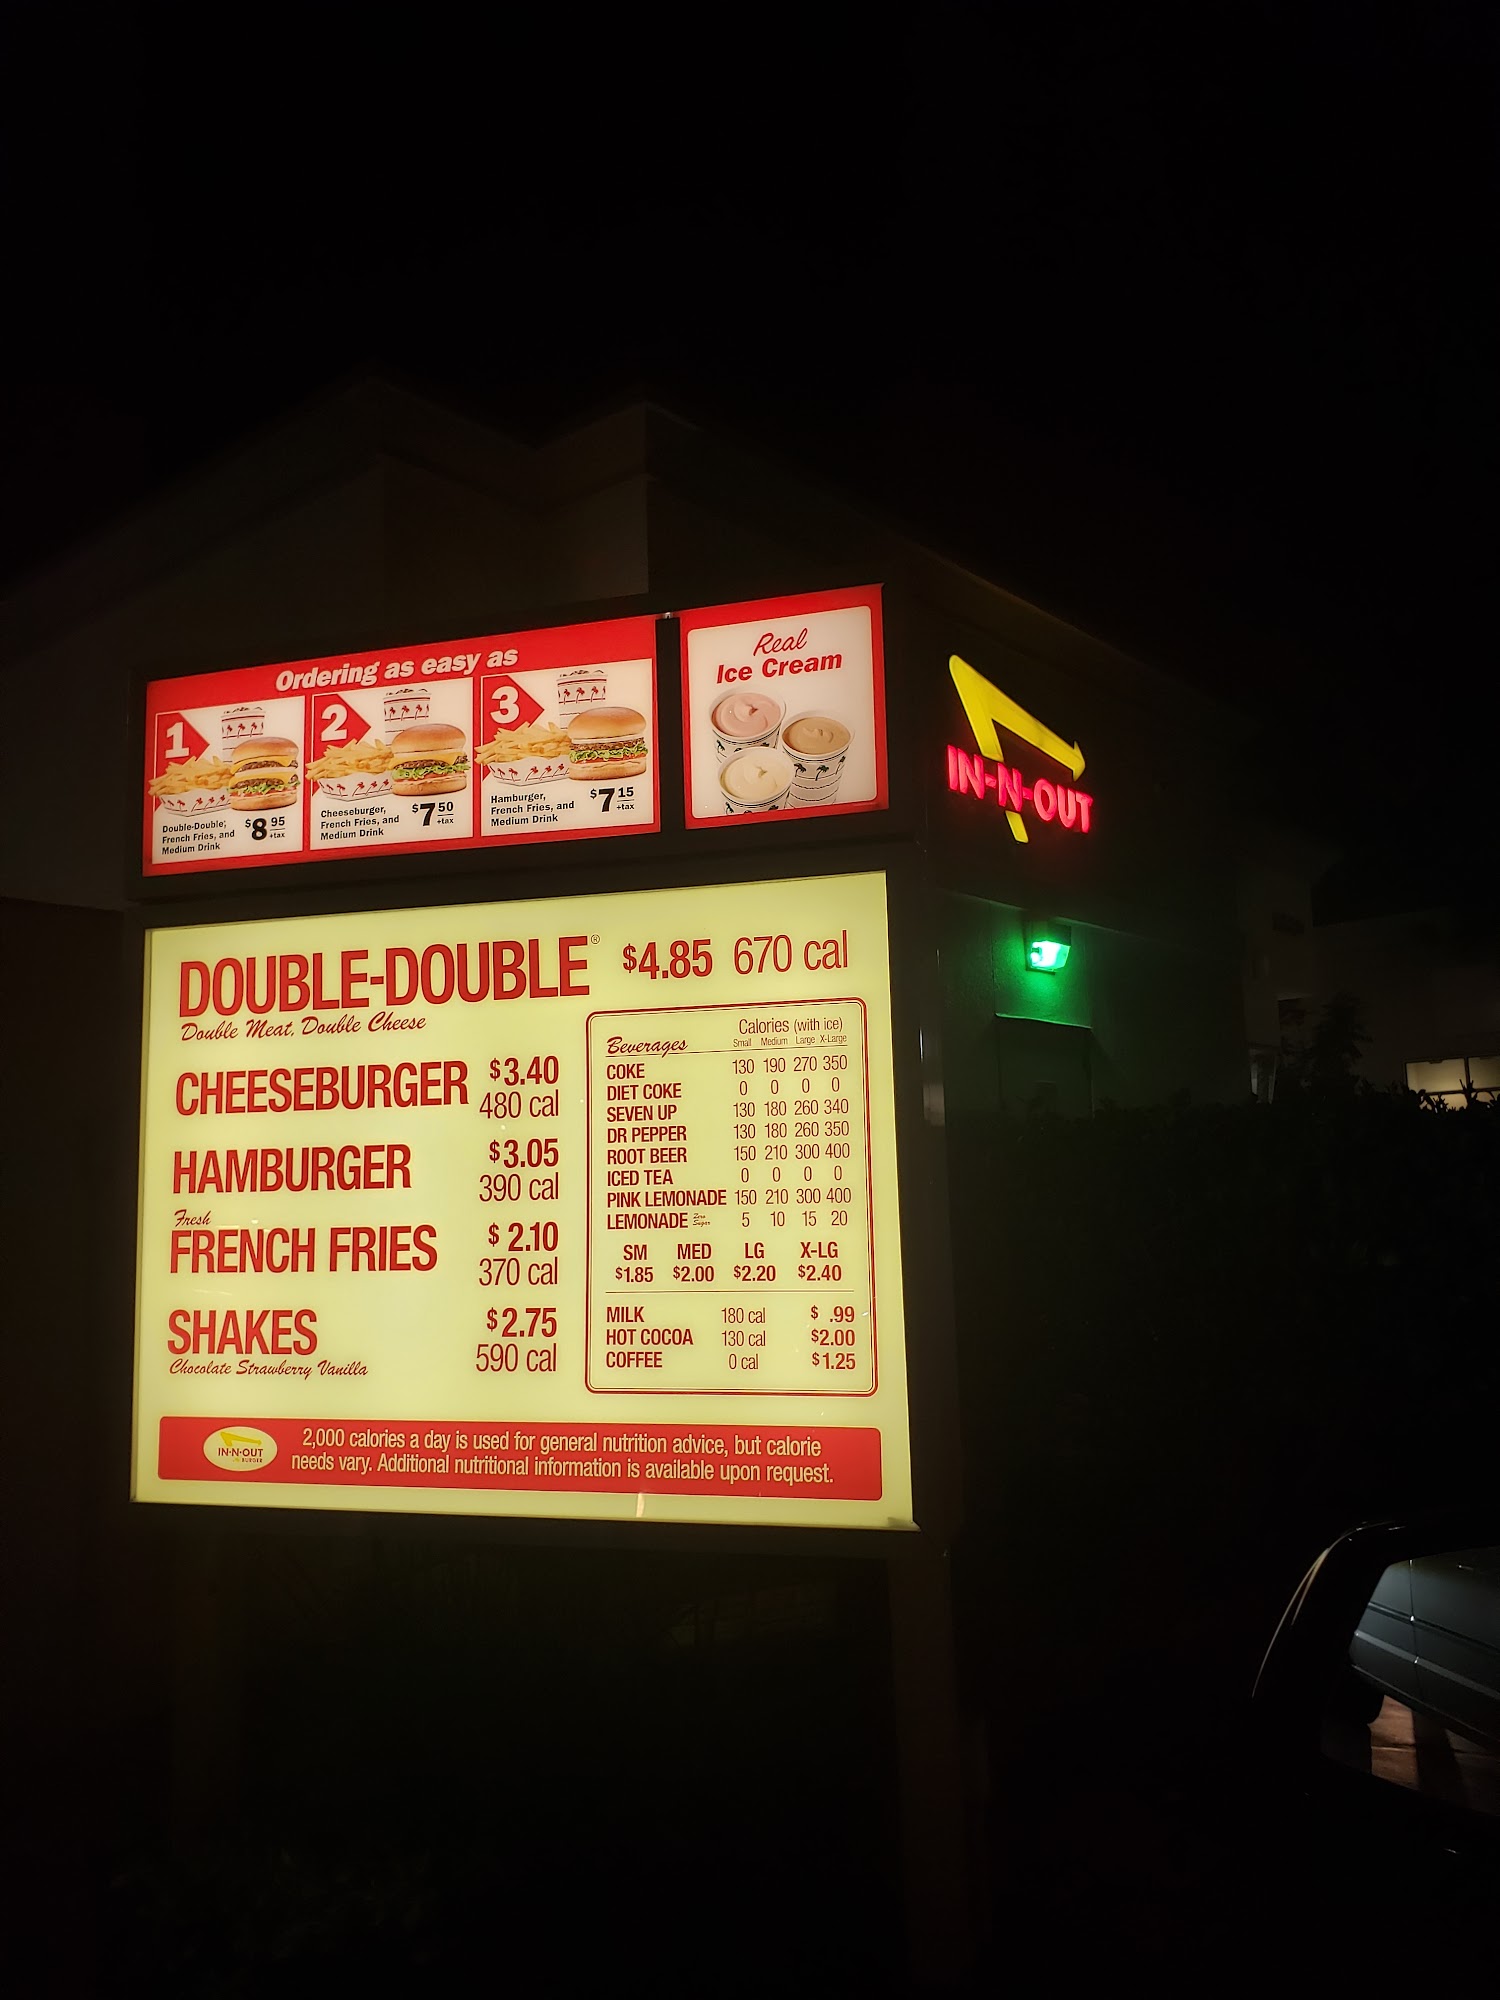 Ordering as easy as
1
Double-Double,
French Fries, and
Medium Drink
$8 95
+tax
2
Cheeseburger,
French Fries, and
Medium Drink
$7 50
+tax
3
Hamburger,
French Fries, and
Medium Drink
$7 15
+tax
Real
Ice Cream
IN-N-OUT
DOUBLE-DOUBLE® $4.85 670 cal
Double Meat, Double Cheese
CHEESEBURGER $3.40
480 cal
HAMBURGER $3.05
390 cal
Fresh
FRENCH FRIES $2.10
370 cal
SHAKES $2.75
Chocolate Strawberry Vanilla 590 cal
Beverages Calories (with ice)
Small Medium Large X-Large
COKE 130 190 270 350
DIET COKE 0 0 0 0
SEVEN UP 130 180 260 340
DR PEPPER 130 180 260 350
ROOT BEER 150 210 300 400
ICED TEA 0 0 0 0
PINK LEMONADE 150 210 300 400
LEMONADE Zero Sugar 5 10 15 20
SM MED LG X-LG
$1.85 $2.00 $2.20 $2.40
MILK 180 cal $ .99
HOT COCOA 130 cal $2.00
COFFEE 0 cal $1.25
IN-N-OUT
BURGER
2,000 calories a day is used for general nutrition advice, but calorie
needs vary. Additional nutritional information is available upon request.